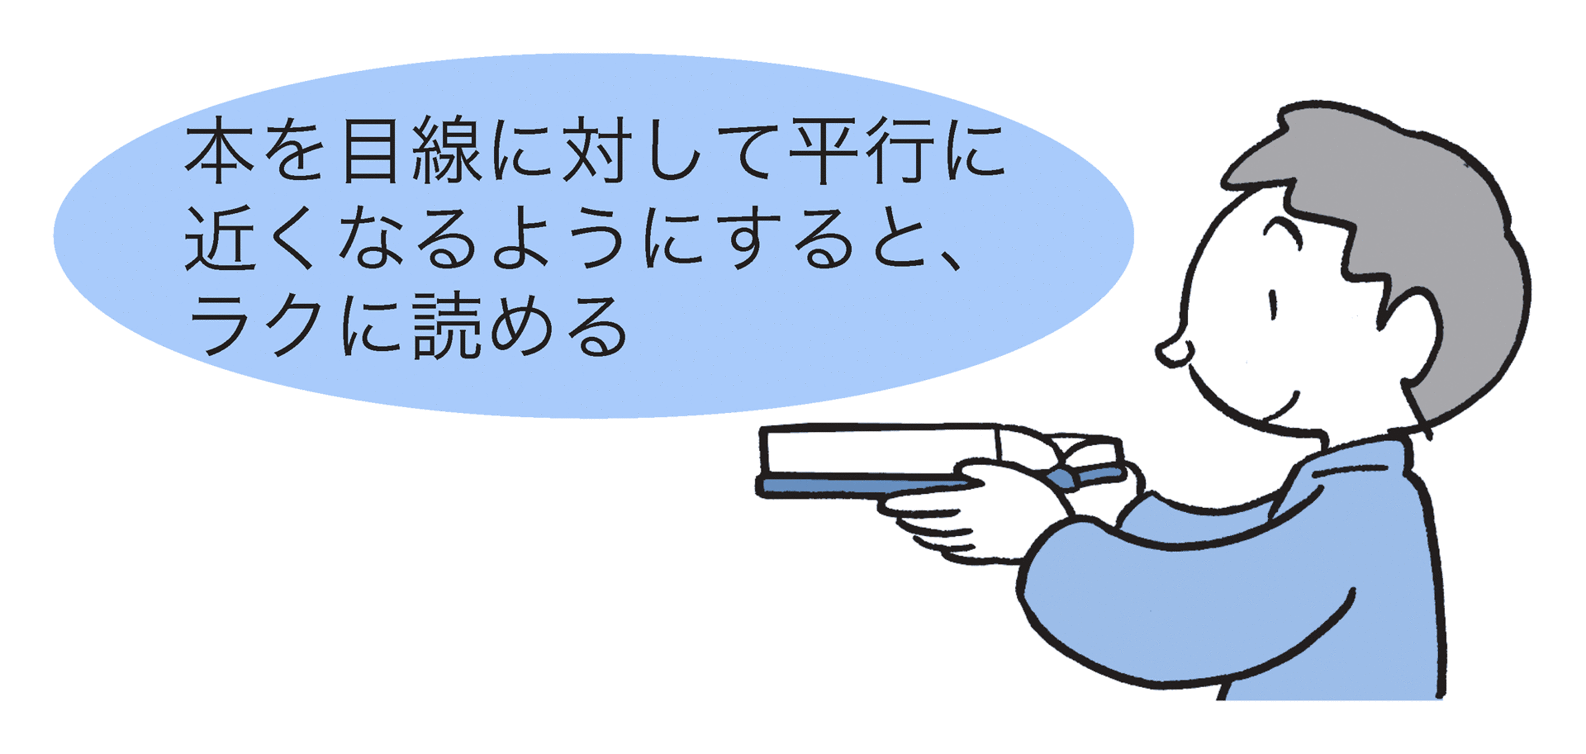 本を目線に対して平行に
近くなるようにすると、
ラクに読める